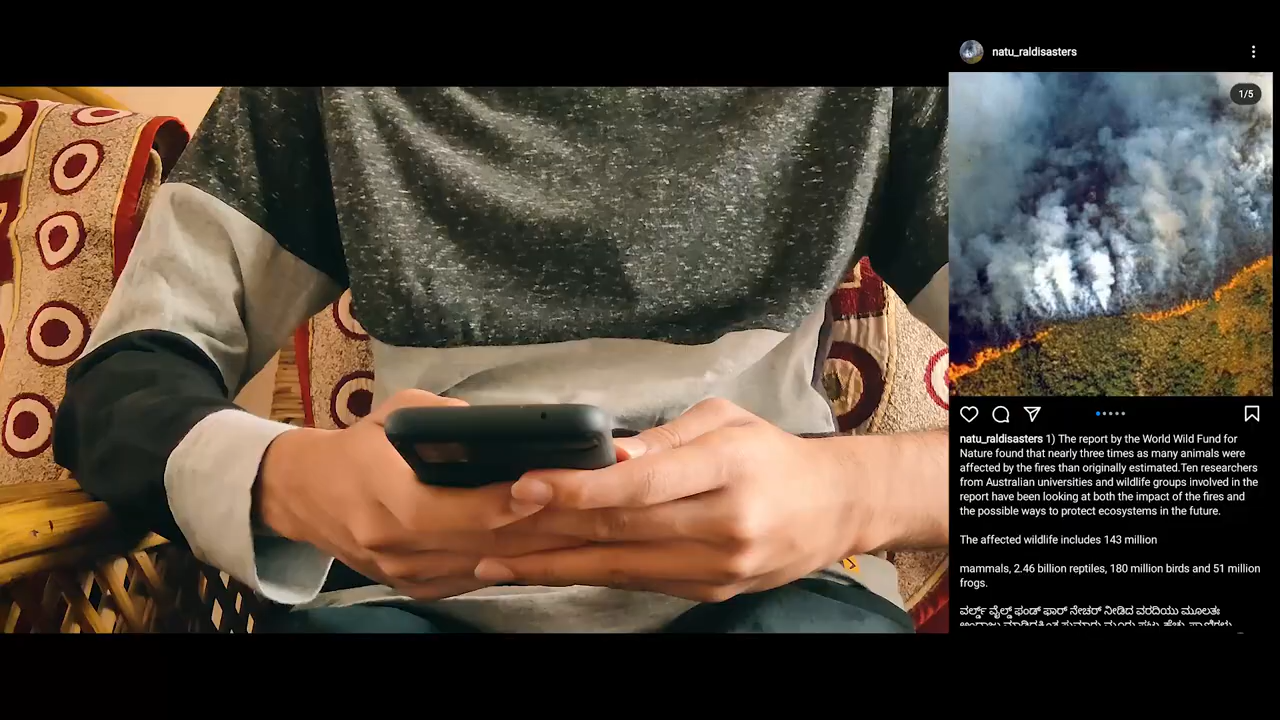 natu_raldisasters
1/5
natu_raldisasters 1) The report by the World Wild Fund for
Nature found that nearly three times as many animals were
affected by the fires than originally estimated.Ten researchers
from Australian universities and wildlife groups involved in the
report have been looking at both the impact of the fires and
the possible ways to protect ecosystems in the future.
The affected wildlife includes 143 million
mammals, 2.46 billion reptiles, 180 million birds and 51 million
frogs.
ವರ್ಲ್ಡ್ ವೈಲ್ಡ್ ಫಂಡ್ ಫಾರ್ ನೇಚರ್ ನೀಡಿದ ವರದಿಯು ಮೂಲತಃ